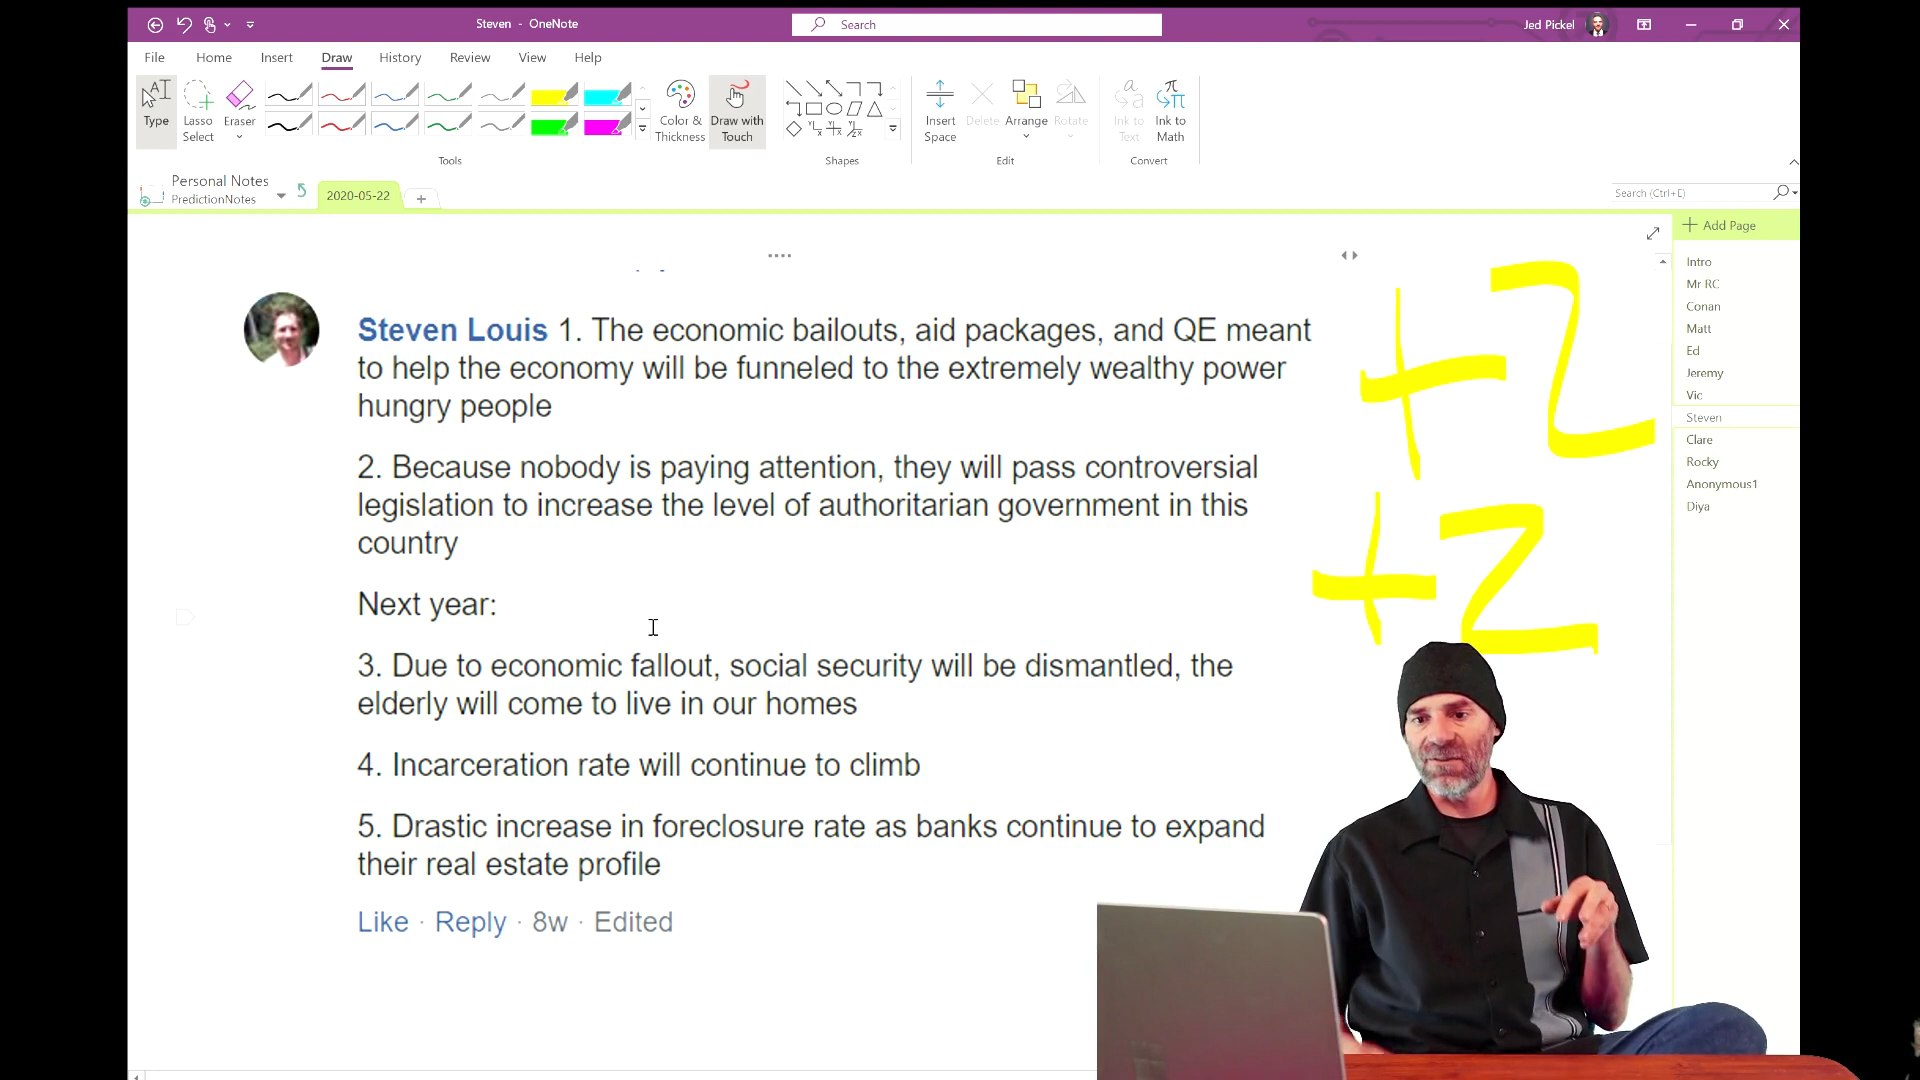 Steven - OneNote
Search
Jed Pickel
File Home Insert Draw History Review View Help
Type
Lasso Select
Eraser
Color & Thickness
Draw with Touch
Insert Space
Delete
Arrange
Rotate
Ink to Text
Ink to Math
Tools
Shapes
Edit
Convert
Personal Notes
PredictionNotes
2020-05-22
Search (Ctrl+E)
Add Page
Intro
Mr RC
Conan
Matt
Ed
Jeremy
Vic
Steven
Clare
Rocky
Anonymous1
Diya
Steven Louis 1. The economic bailouts, aid packages, and QE meant
to help the economy will be funneled to the extremely wealthy power
hungry people
2. Because nobody is paying attention, they will pass controversial
legislation to increase the level of authoritarian government in this
country
Next year:
3. Due to economic fallout, social security will be dismantled, the
elderly will come to live in our homes
4. Incarceration rate will continue to climb
5. Drastic increase in foreclosure rate as banks continue to expand
their real estate profile
Like · Reply · 8w · Edited
+2
+2